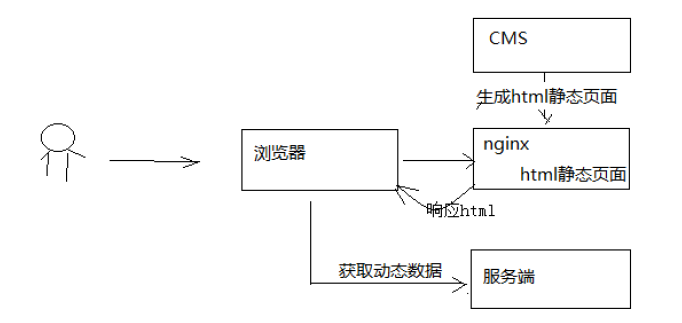 CMS
生成html静态页面
浏览器
nginx
html静态页面
响应html
获取动态数据
服务端